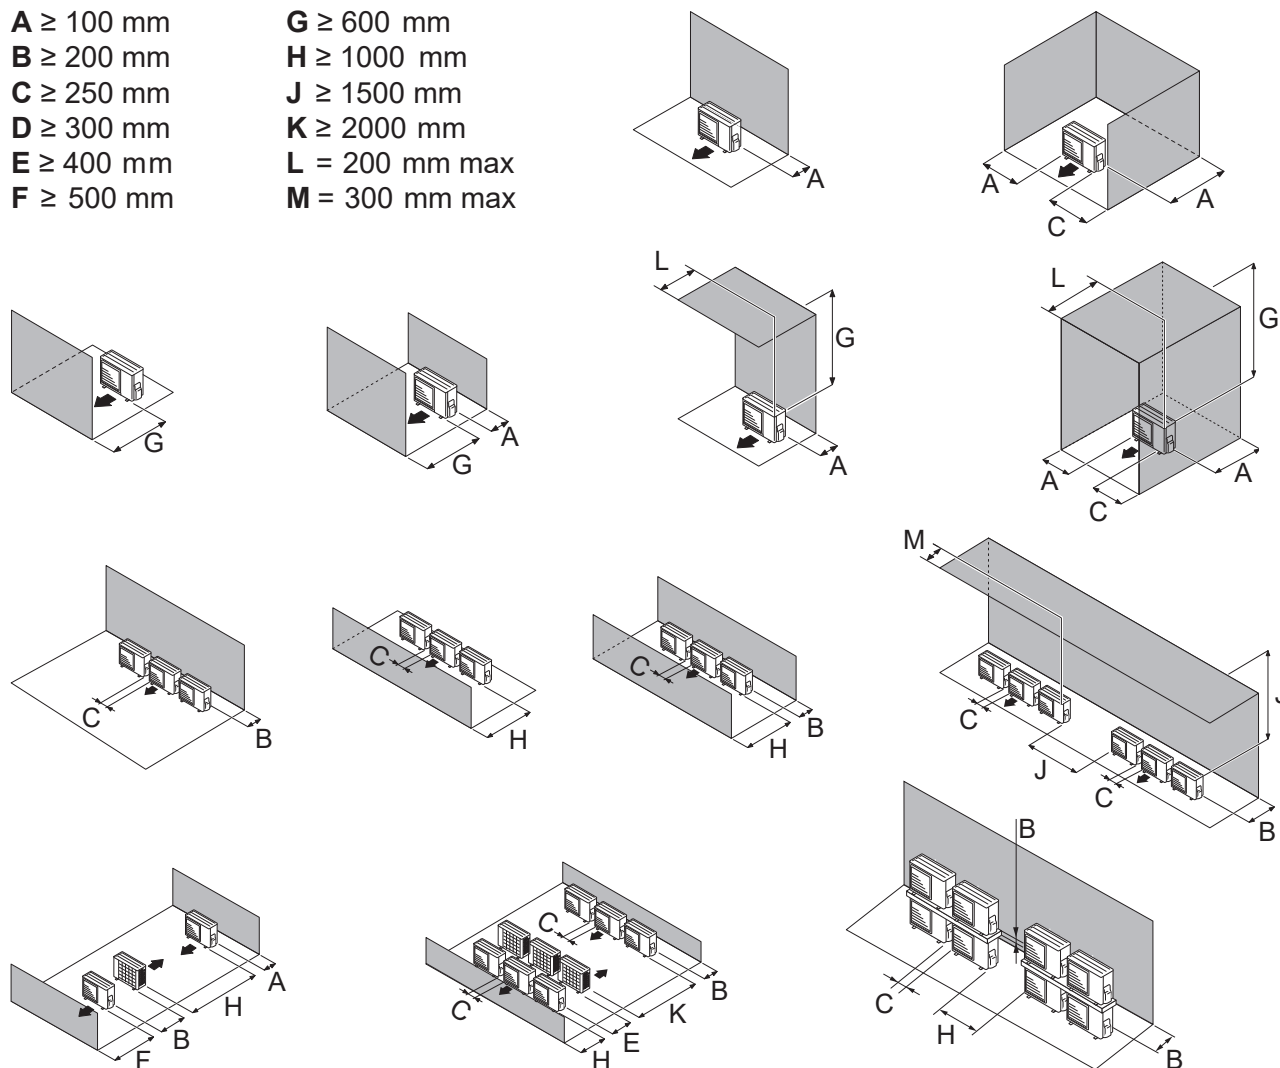 A ≥ 100 mm
B ≥ 200 mm
C ≥ 250 mm
D ≥ 300 mm
E ≥ 400 mm
F ≥ 500 mm
G ≥ 600 mm
H ≥ 1000 mm
J ≥ 1500 mm
K ≥ 2000 mm
L = 200 mm max
M = 300 mm max
A
A
C
A
G
G
A
L
G
A
L
G
A
C
A
C
B
C
H
C
H
B
M
C
J
C
J
B
F
B
H
A
C
C
H
E
K
B
B
C
H
B